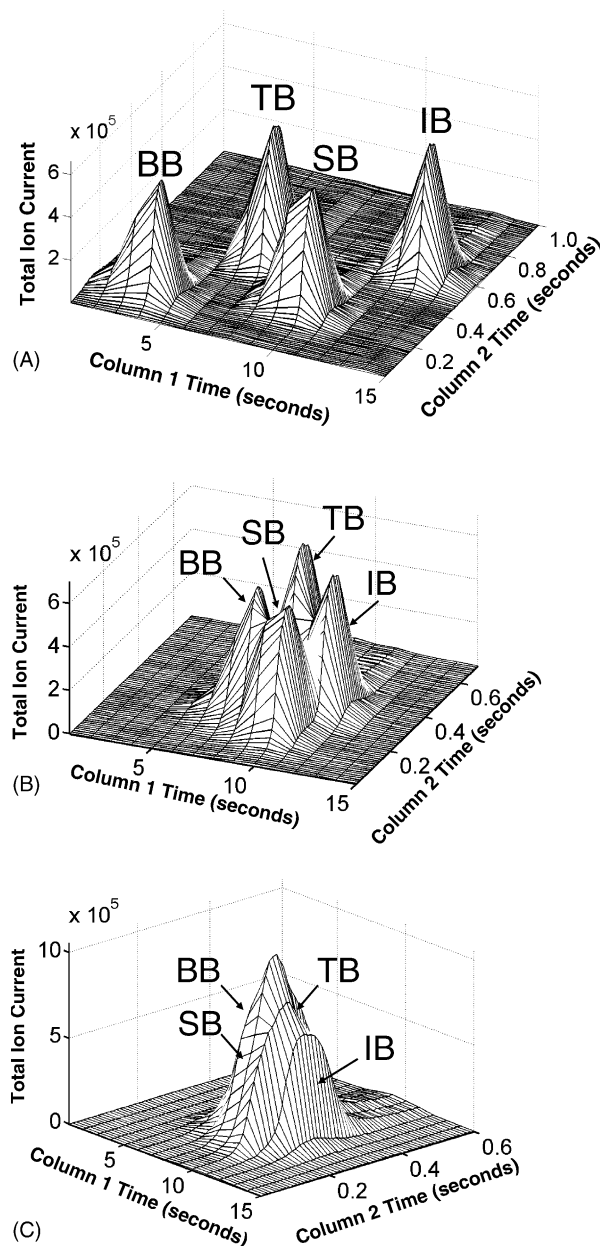 TB
IB
x 10^5
SB
BB
6
4
2
Total Ion Current
1.0
0.8
0.6
0.4
0.2
Column 2 Time (seconds)
5
10
15
Column 1 Time (seconds)
(A)
TB
SB
x 10^5
BB
IB
6
4
2
0
Total Ion Current
0.6
0.4
0.2
Column 2 Time (seconds)
5
10
15
Column 1 Time (seconds)
(B)
x 10^5
10
BB
TB
SB
5
IB
0
Total Ion Current
0.6
0.4
0.2
Column 2 Time (seconds)
5
10
15
Column 1 Time (seconds)
(C)